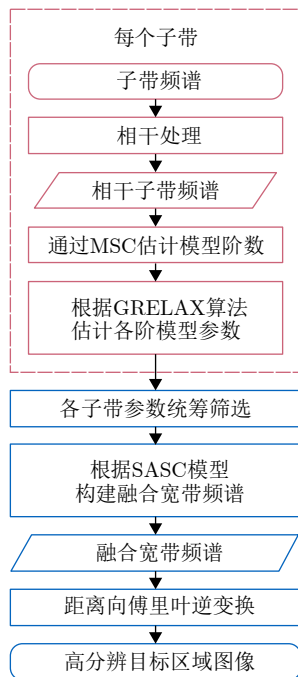 每个子带
子带频谱
相干处理
相干子带频谱
通过MSC估计模型阶数
根据GRELAX算法
估计各阶模型参数
各子带参数统筹筛选
根据SASC模型
构建融合宽带频谱
融合宽带频谱
距离向傅里叶逆变换
高分辨目标区域图像